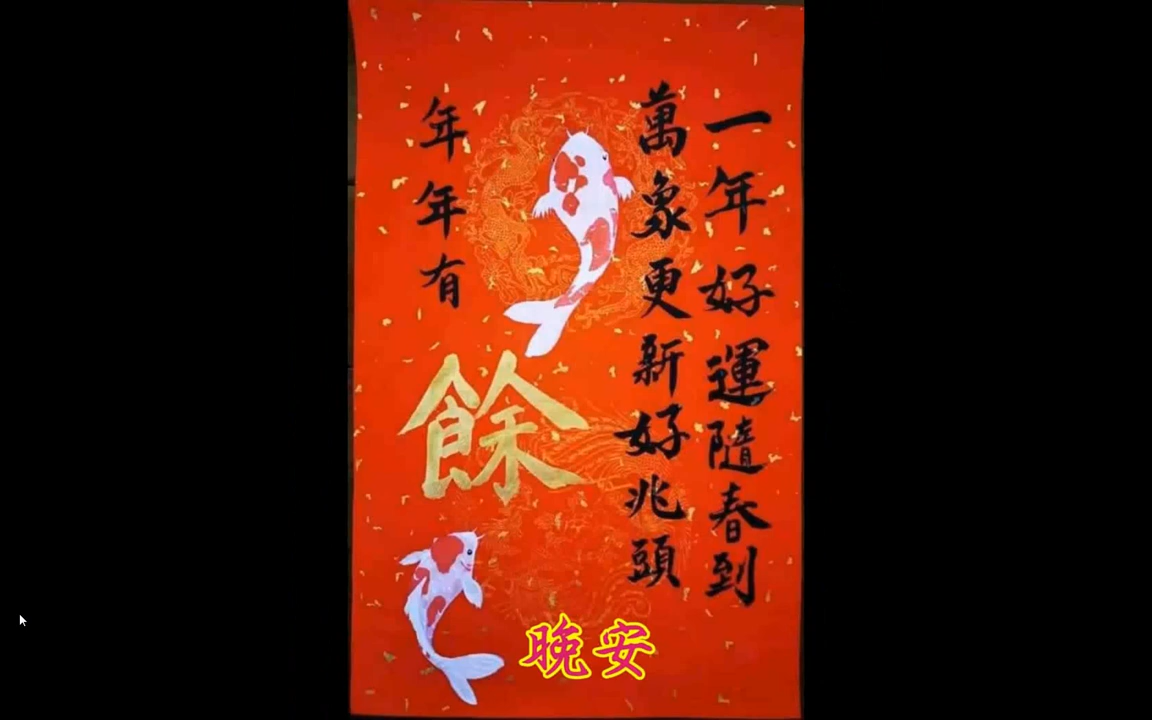 一年好運隨春到
萬象更新好兆頭
年年有
餘
晚安